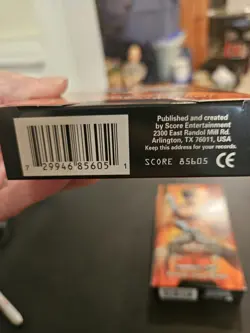 Published and created
by Score Entertainment
2300 East Randol Mill Rd.
Arlington, TX 76011, USA
Keep this address for your records.
SCORE 85605 CE
7 29946 85605 1